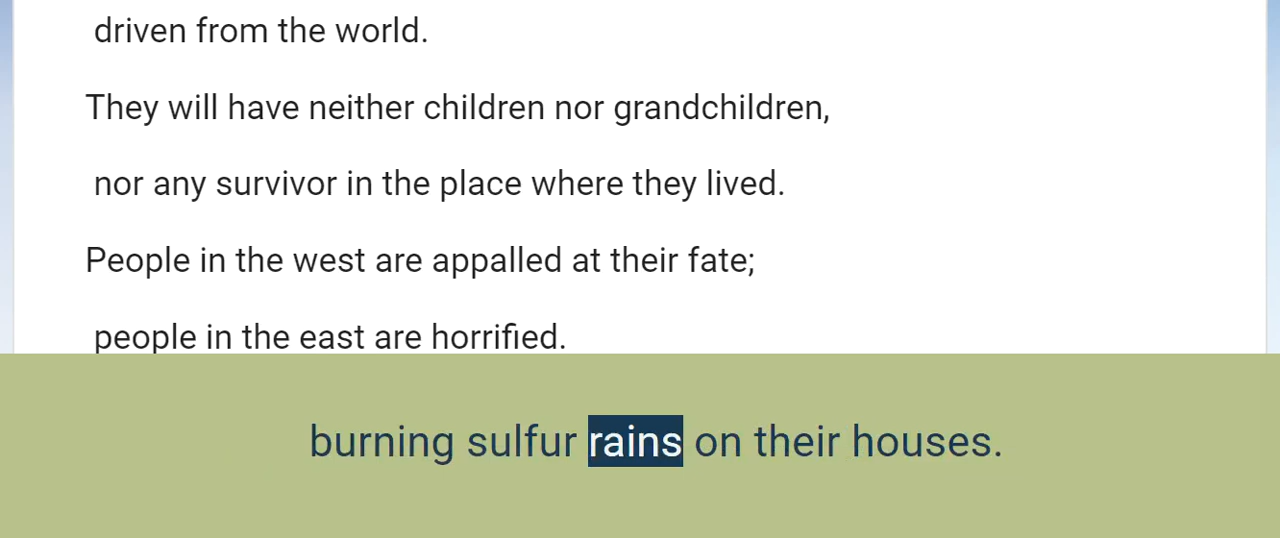 driven from the world.
They will have neither children nor grandchildren,
nor any survivor in the place where they lived.
People in the west are appalled at their fate;
people in the east are horrified.
burning sulfur rains on their houses.